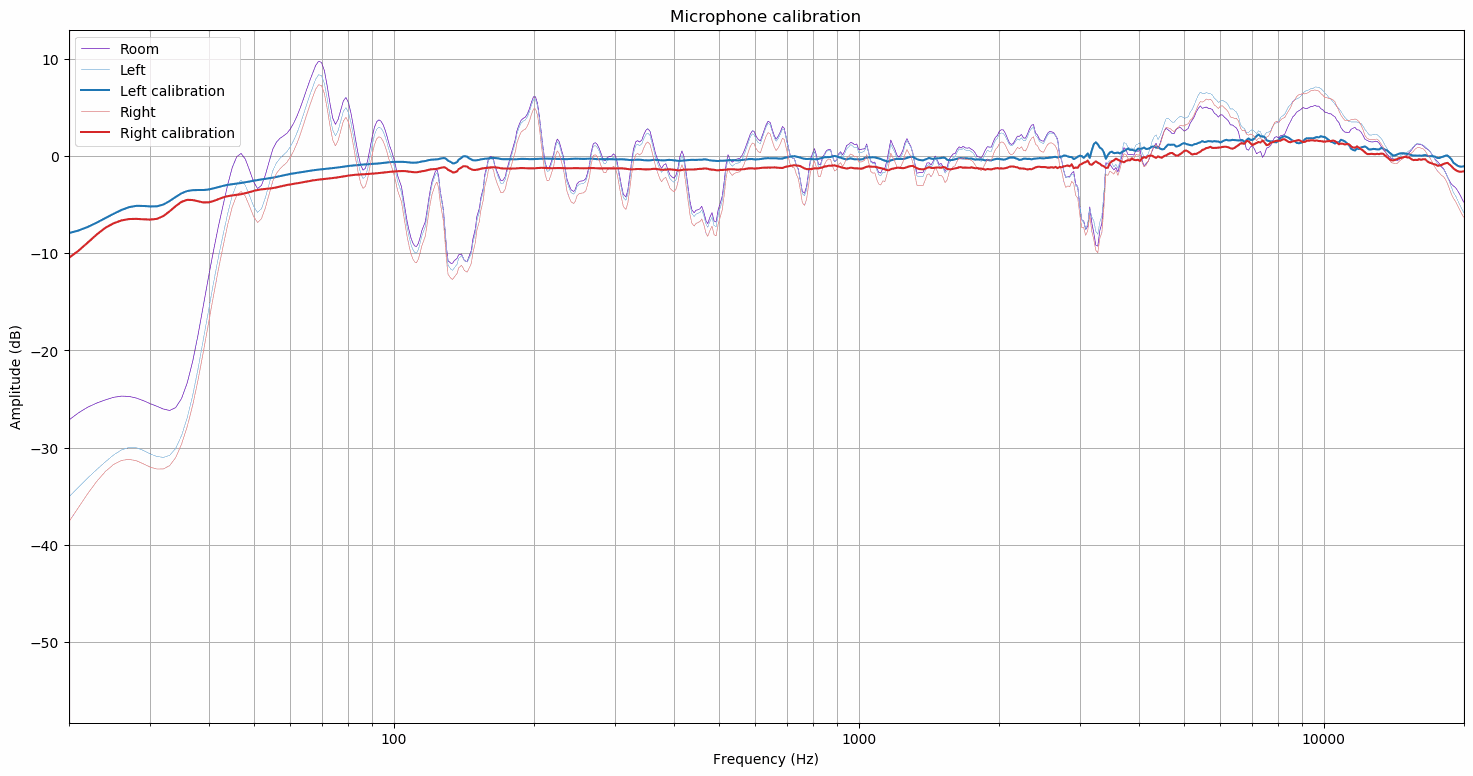 Microphone calibration
Room
Left
Left calibration
Right
Right calibration
10
0
−10
−20
−30
−40
−50
Amplitude (dB)
100
1000
10000
Frequency (Hz)